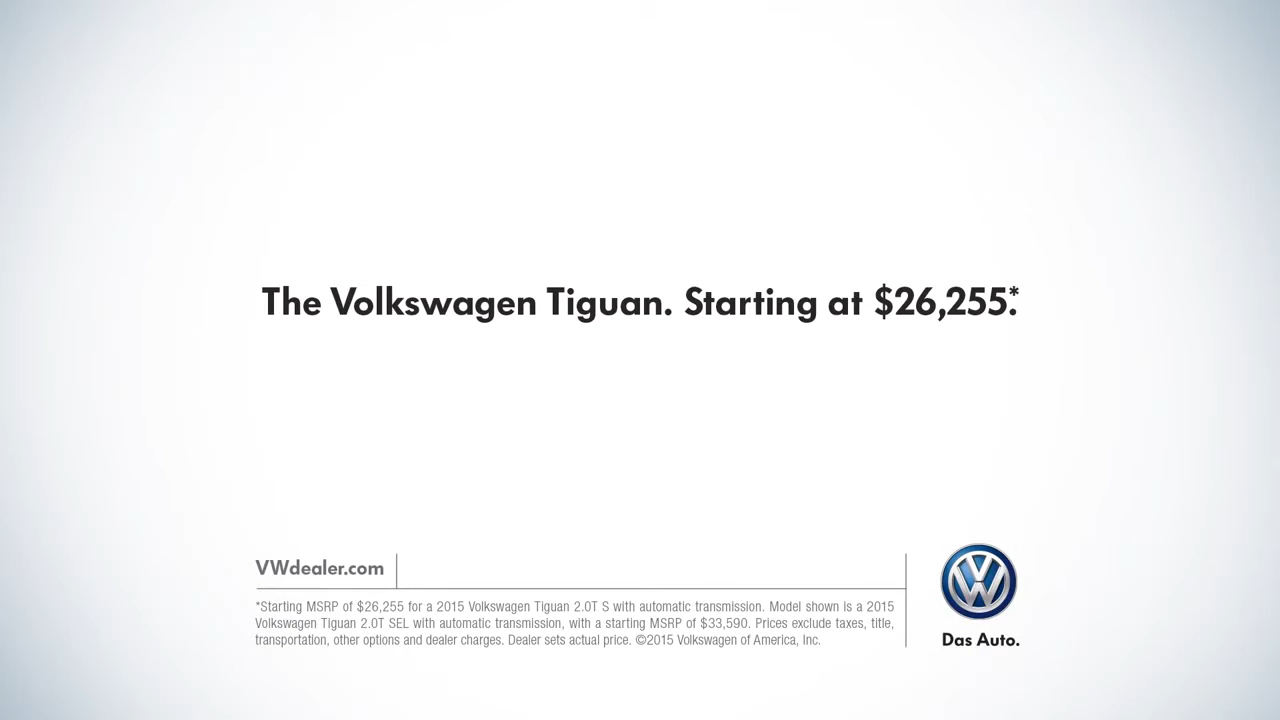 The Volkswagen Tiguan. Starting at $26,255*.
VWdealer.com
*Starting MSRP of $26,255 for a 2015 Volkswagen Tiguan 2.0T S with automatic transmission. Model shown is a 2015
Volkswagen Tiguan 2.0T SEL with automatic transmission, with a starting MSRP of $33,590. Prices exclude taxes, title,
transportation, other options and dealer charges. Dealer sets actual price. ©2015 Volkswagen of America, Inc.
VW
Das Auto.